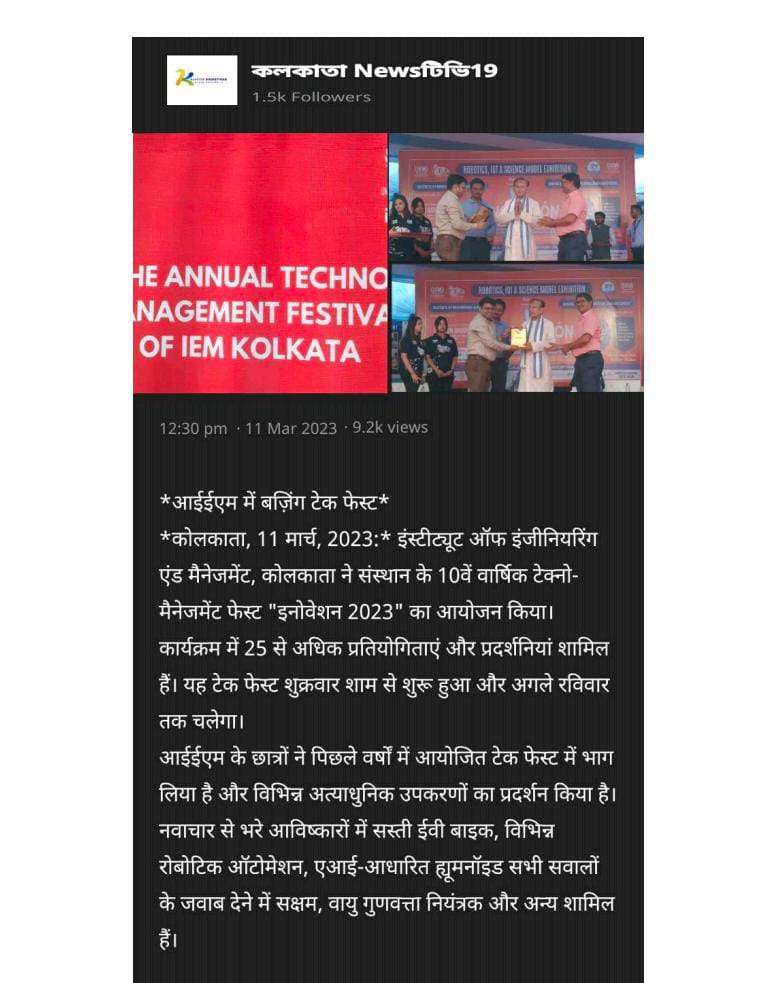 কলকাতা Newsটিভি19
1.5k Followers
HE ANNUAL TECHNO
ANAGEMENT FESTIVA
OF IEM KOLKATA
ROBOTICS, IOT & SCIENCE MODEL EXHIBITION
ROBOTICS, IOT & SCIENCE MODEL EXHIBITION
12:30 pm · 11 Mar 2023 · 9.2k views
*आईईएम में बज़िंग टेक फेस्ट*
*कोलकाता, 11 मार्च, 2023:* इंस्टीट्यूट ऑफ इंजीनियरिंग
एंड मैनेजमेंट, कोलकाता ने संस्थान के 10वें वार्षिक टेक्नो-
मैनेजमेंट फेस्ट "इनोवेशन 2023" का आयोजन किया।
कार्यक्रम में 25 से अधिक प्रतियोगिताएं और प्रदर्शनियां शामिल
हैं। यह टेक फेस्ट शुक्रवार शाम से शुरू हुआ और अगले रविवार
तक चलेगा।
आईईएम के छात्रों ने पिछले वर्षों में आयोजित टेक फेस्ट में भाग
लिया है और विभिन्न अत्याधुनिक उपकरणों का प्रदर्शन किया है।
नवाचार से भरे आविष्कारों में सस्ती ईवी बाइक, विभिन्न
रोबोटिक ऑटोमेशन, एआई-आधारित ह्यूमनॉइड सभी सवालों
के जवाब देने में सक्षम, वायु गुणवत्ता नियंत्रक और अन्य शामिल
हैं।